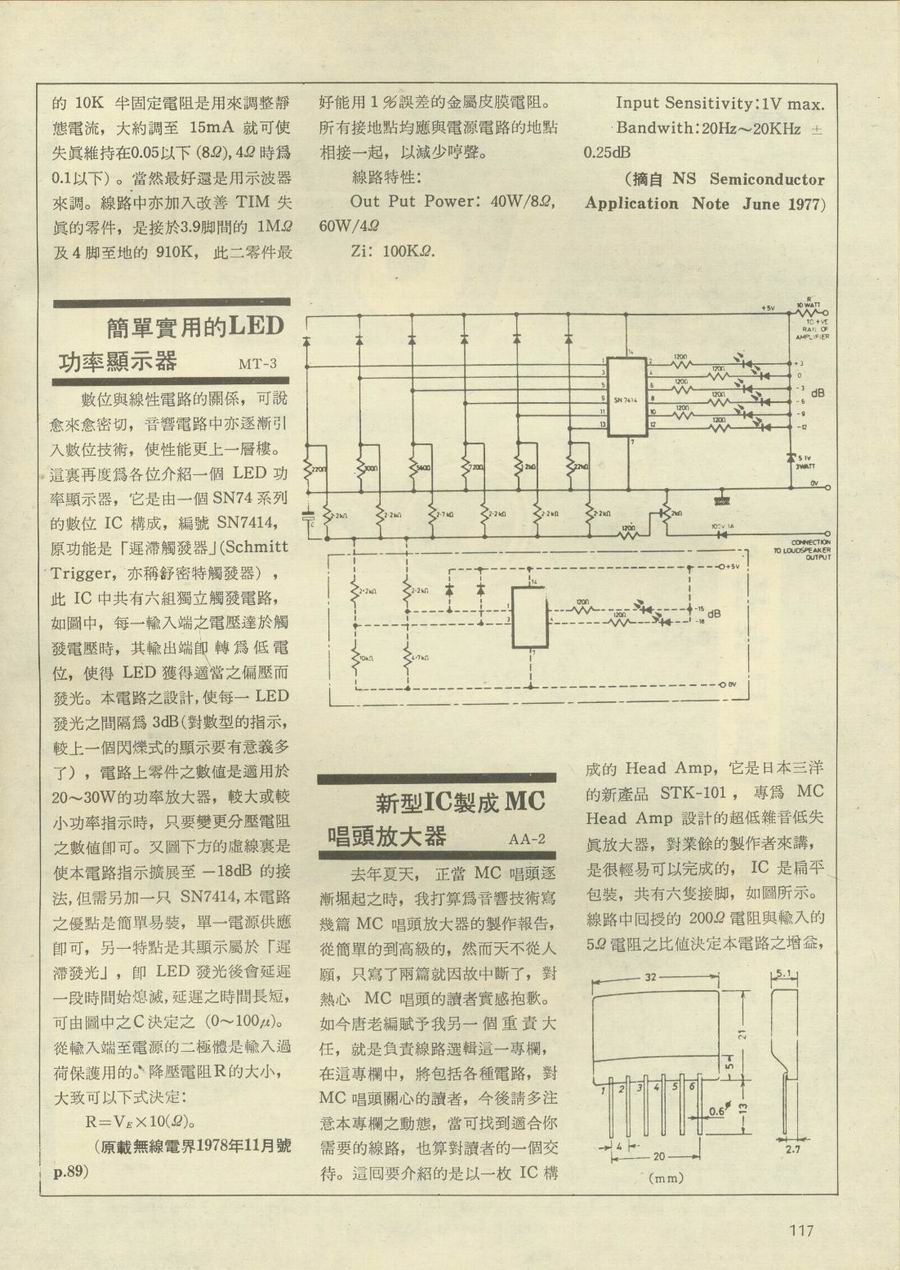 的 10K 半固定電阻是用來調整靜
態電流，大約調至 15mA 就可使
失眞維持在0.05以下 (8Ω), 4Ω 時爲
0.1以下）。當然最好還是用示波器
來調。線路中亦加入改善 TIM 失
眞的零件，是接於3.9脚間的 1MΩ
及 4 脚至地的 910K， 此二零件最
好能用 1 %誤差的金屬皮膜電阻。
所有接地點均應與電源電路的地點
相接一起，以減少哼聲。
線路特性：
Out Put Power: 40W/8Ω,
60W/4Ω
Zi: 100KΩ.
Input Sensitivity:1V max.
Bandwith:20Hz～20KHz ±
0.25dB
(摘自 NS Semiconductor
Application Note June 1977)
簡單實用的LED
功率顯示器 MT-3
數位與線性電路的關係，可說
愈來愈密切，音響電路中亦逐漸引
入數位技術，使性能更上一層樓。
這裏再度爲各位介紹一個 LED 功
率顯示器，它是由一個 SN74 系列
的數位 IC 構成，編號 SN7414，
原功能是「遲滯觸發器」(Schmitt
Trigger，亦稱舒密特觸發器），
此 IC 中共有六組獨立觸發電路，
如圖中，每一輸入端之電壓達於觸
發電壓時，其輸出端卽轉爲低電
位，使得 LED 獲得適當之偏壓而
發光。本電路之設計,使每一 LED
發光之間隔爲 3dB(對數型的指示，
較上一個閃爍式的顯示要有意義多
了），電路上零件之數値是適用於
20～30W的功率放大器，較大或較
小功率指示時，只要變更分壓電阻
之數値卽可。又圖下方的虛線裏是
使本電路指示擴展至 －18dB 的接
法,但需另加一只 SN7414,本電路
之優點是簡單易裝，單一電源供應
卽可，另一特點是其顯示屬於「遲
滯發光」，卽 LED 發光後會延遲
一段時間始熄滅,延遲之時間長短，
可由圖中之C決定之 (0～100μ)。
從輸入端至電源的二極體是輸入過
荷保護用的。降壓電阻R的大小，
大致可以下式決定：
R=VE×10(Ω)。
(原載無線電界1978年11月號
p.89)
+5V
R
10 WATT
TO +VE
RAIL OF
AMPLIFIER
SN 7414
14
1
3
5
9
11
13
2
4
6
8
10
12
7
120Ω
120Ω
120Ω
120Ω
120Ω
120Ω
+3
0
-3
-6
-9
-12
dB
5·1V
3WATT
0V
220Ω
300Ω
560Ω
720Ω
2kΩ
22kΩ
C
2·2kΩ
2·2kΩ
2·7kΩ
2·2kΩ
2·2kΩ
2·2kΩ
120Ω
2kΩ
100V 1A
CONNECTION
TO LOUDSPEAKER
OUTPUT
+5V
2·2kΩ
2·2kΩ
10kΩ
4·7kΩ
14
1
3
7
120Ω
120Ω
-15
-18
dB
0V
新型IC製成 MC
唱頭放大器 AA-2
去年夏天， 正當 MC 唱頭逐
漸堀起之時，我打算爲音響技術寫
幾篇 MC 唱頭放大器的製作報告，
從簡單的到高級的，然而天不從人
願，只寫了兩篇就因故中斷了，對
熱心 MC 唱頭的讀者實感抱歉。
如今唐老編賦予我另一個重責大
任，就是負責線路選輯這一專欄，
在這專欄中，將包括各種電路，對
MC 唱頭關心的讀者，今後請多注
意本專欄之動態，當可找到適合你
需要的線路，也算對讀者的一個交
待。這囘要介紹的是以一枚 IC 構
成的 Head Amp，它是日本三洋
的新產品 STK-101 ， 專爲 MC
Head Amp 設計的超低雜音低失
眞放大器，對業餘的製作者來講，
是很輕易可以完成的， IC 是扁平
包裝，共有六隻接脚，如圖所示。
線路中回授的 200Ω 電阻與輸入的
5Ω 電阻之比値決定本電路之增益，
32
5.1
21
5
13
1 2 3 4 5 6
0.6ø
4
20
2.7
(mm)
117